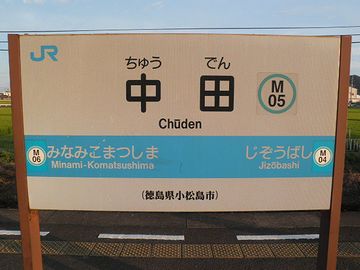 JR
ちゅう でん
中 田
Chūden
M
05
M
06
みなみこまつしま
Minami-Komatsushima
じぞうばし
Jizōbashi
M
04
(徳島県小松島市)